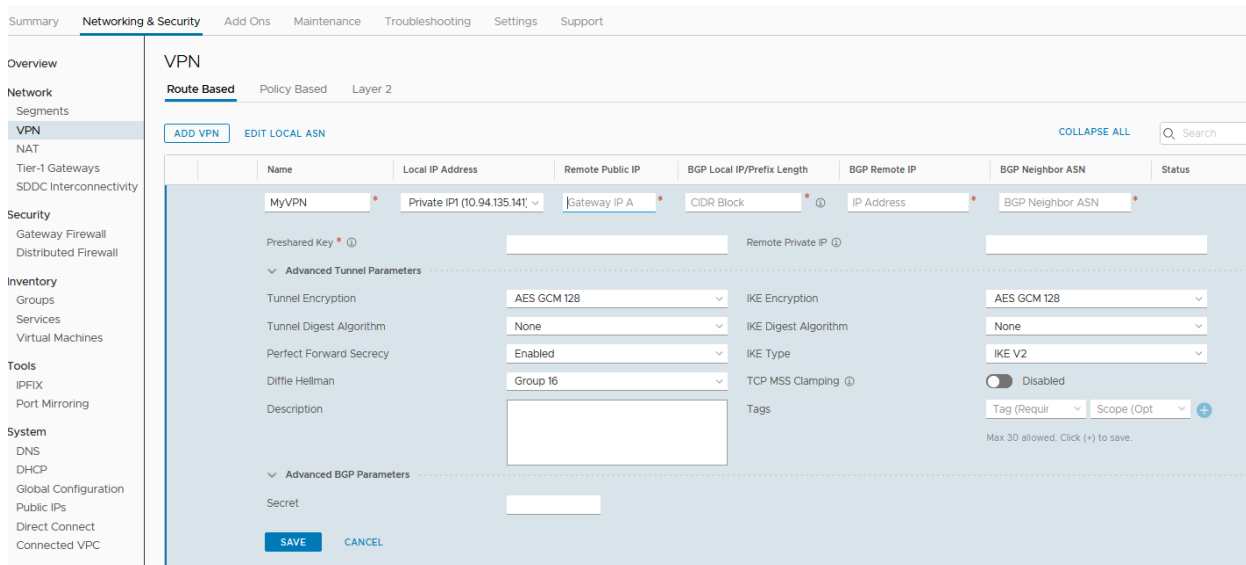 Summary Networking & Security Add Ons Maintenance Troubleshooting Settings Support
Overview
Network
Segments
VPN
NAT
Tier-1 Gateways
SDDC Interconnectivity
Security
Gateway Firewall
Distributed Firewall
Inventory
Groups
Services
Virtual Machines
Tools
IPFIX
Port Mirroring
System
DNS
DHCP
Global Configuration
Public IPs
Direct Connect
Connected VPC
VPN
Route Based Policy Based Layer 2
ADD VPN EDIT LOCAL ASN COLLAPSE ALL Search
Name Local IP Address Remote Public IP BGP Local IP/Prefix Length BGP Remote IP BGP Neighbor ASN Status
MyVPN * Private IP1 (10.94.135.141) Gateway IP A * CIDR Block * IP Address * BGP Neighbor ASN *
Preshared Key * Remote Private IP
Advanced Tunnel Parameters
Tunnel Encryption AES GCM 128 IKE Encryption AES GCM 128
Tunnel Digest Algorithm None IKE Digest Algorithm None
Perfect Forward Secrecy Enabled IKE Type IKE V2
Diffie Hellman Group 16 TCP MSS Clamping Disabled
Description Tags Tag (Requir Scope (Opt
Max 30 allowed. Click (+) to save.
Advanced BGP Parameters
Secret
SAVE CANCEL